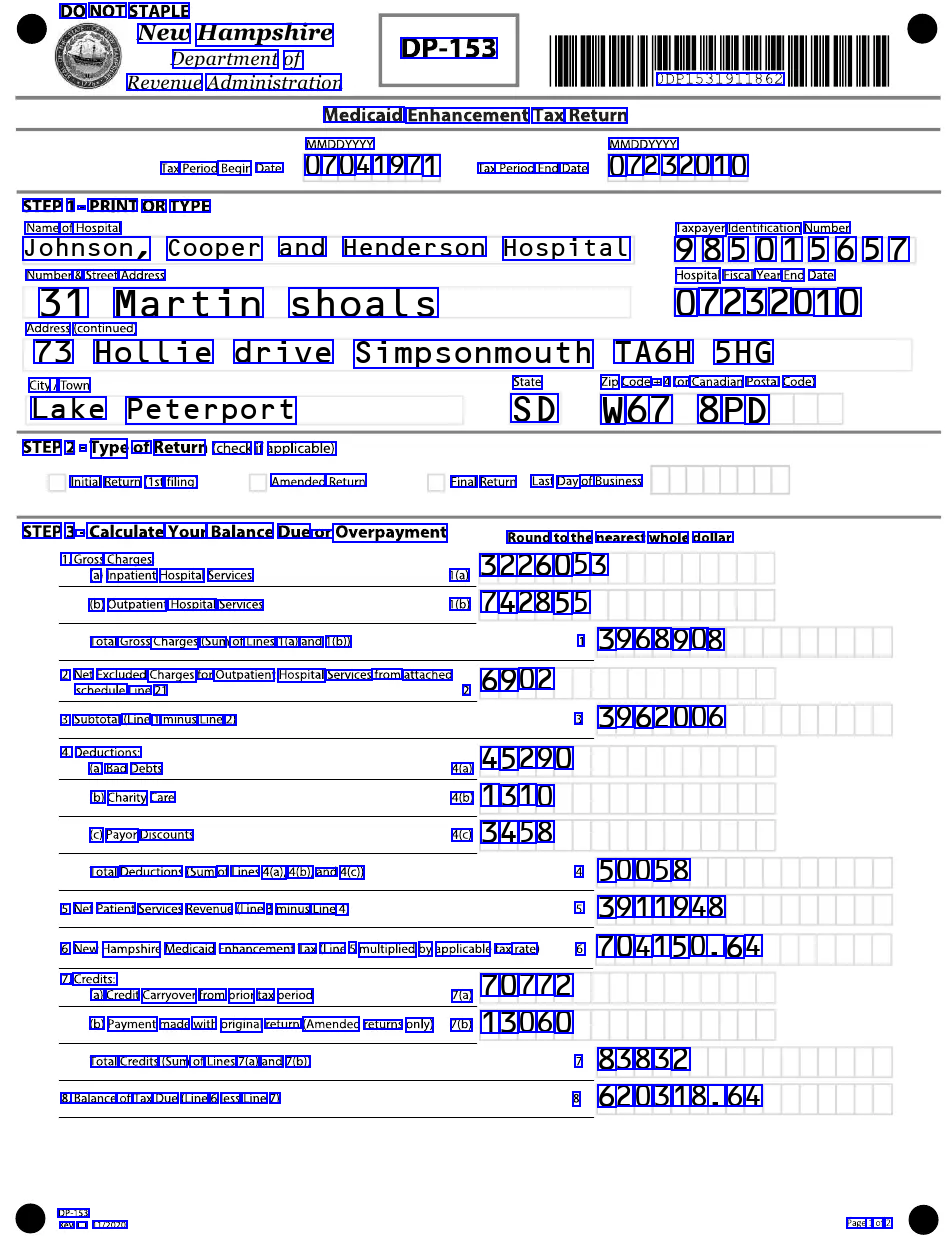 DO NOT STAPLE
New Hampshire
Department of
Revenue Administration
DP-153
0DP1531911862
Medicaid Enhancement Tax Return
MMDDYYYY MMDDYYYY
Tax Period Begin Date 07041971 Tax Period End Date 07232010
STEP 1 - PRINT OR TYPE
Name of Hospital Taxpayer Identification Number
Johnson, Cooper and Henderson Hospital 985015657
Number & Street Address Hospital Fiscal Year End Date
31 Martin shoals 07232010
Address (continued)
73 Hollie drive Simpsonmouth TA6H 5HG
City / Town State Zip Code + 4 (or Canadian Postal Code)
Lake Peterport SD W67 8PD
STEP 2 - Type of Return (check if applicable)
Initial Return (1st filing Amended Return Final Return Last Day of Business
STEP 3 - Calculate Your Balance Due or Overpayment Round to the nearest whole dollar
1 Gross Charges
a) Inpatient Hospital Services 1(a) 3226053
(b) Outpatient Hospital Services 1(b) 742855
Total Gross Charges (Sum of Lines 1(a) and 1(b)) 1 3968908
2 Net Excluded Charges for Outpatient Hospital Services from attached
schedule Line 21 2 6902
3 Subtotal (Line 1 minus Line 2) 3 3962006
4 Deductions:
(a) Bad Debts 4(a) 45290
b) Charity Care 4(b) 1310
(c) Payor Discounts 4(c) 3458
Total Deductions (Sum of Lines 4(a), 4(b), and 4(c)) 4 50058
5 Net Patient Services Revenue (Line 3 minus Line 4) 5 3911948
6 New Hampshire Medicaid Enhancement Tax (Line 5 multiplied by applicable tax rate) 6 704150.64
7 Credits:
a) Credit Carryover from prior tax period 7(a) 70772
(b) Payment made with original return (Amended returns only) 7(b) 13060
Total Credits (Sum of Lines 7(a) and 7(b)) 7 83832
8 Balance of Tax Due (Line 6 less Line 7) 8 620318.64
DP-153
Page 1 of 2